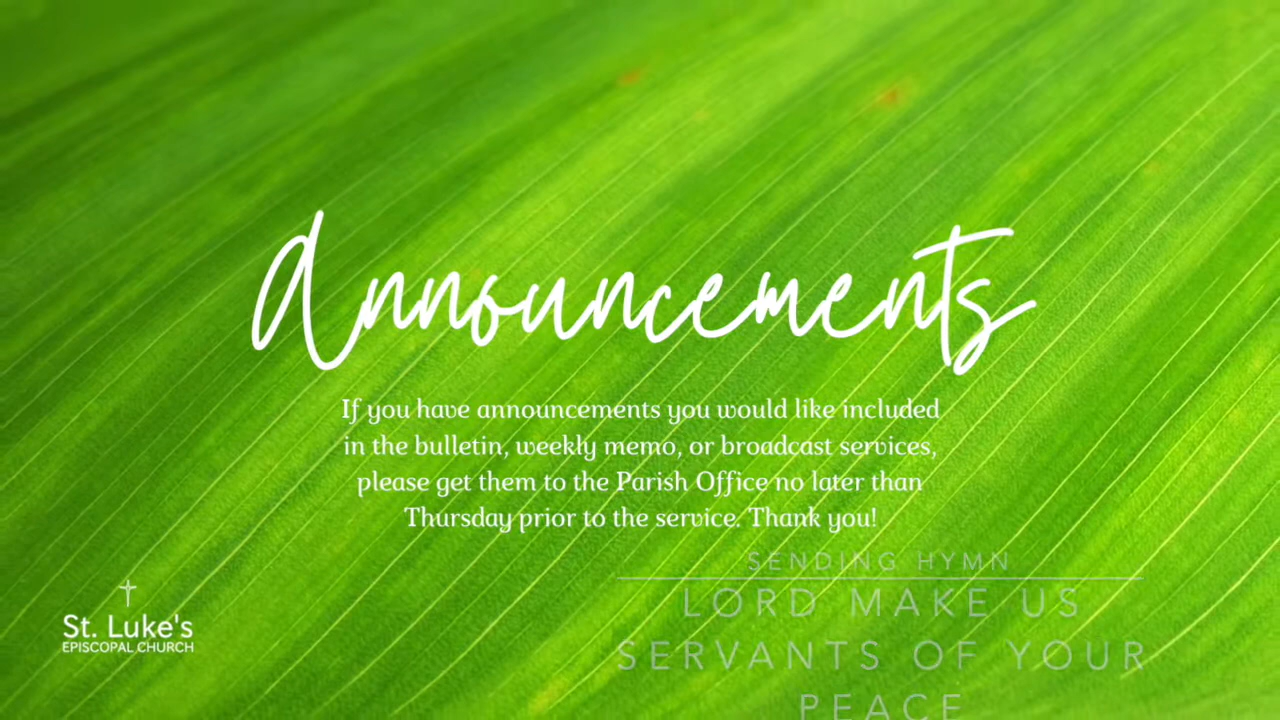 Announcements
If you have announcements you would like included
in the bulletin, weekly memo, or broadcast services,
please get them to the Parish Office no later than
Thursday prior to the service. Thank you!
SENDING HYMN
LORD MAKE US
SERVANTS OF YOUR
PEACE
St. Luke's
EPISCOPAL CHURCH